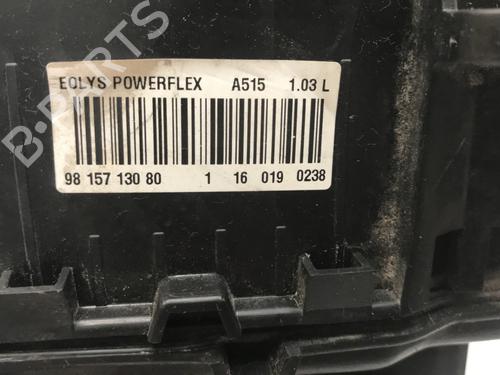 B-PARTS
EOLYS POWERFLEX A515 1.03 L
98 157 130 80 1 16 019 0238